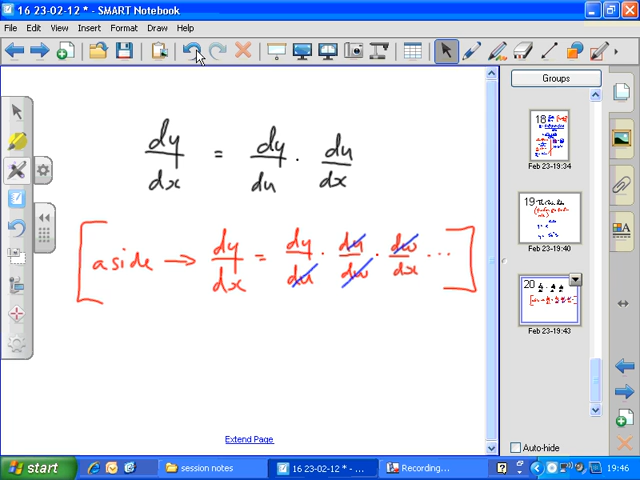 16 23-02-12 * - SMART Notebook
File Edit View Insert Format Draw Help
Groups
dy/dx = dy/du · du/dx
[aside → dy/dx = dy/du · du/dw · dw/dx ...]
18
Feb 23-19:34
19
Feb 23-19:40
20
Feb 23-19:43
Extend Page
Auto-hide
start
session notes
16 23-02-12 * - S...
Recording...
19:46